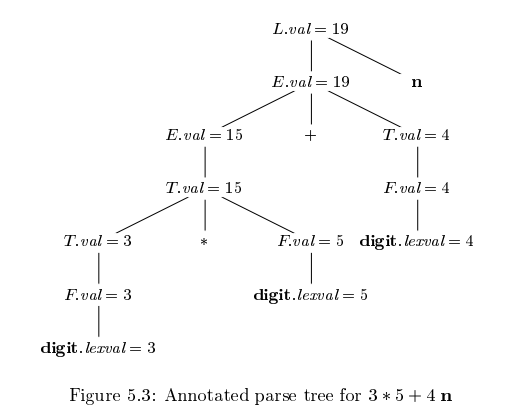 L.val = 19
E.val = 19 n
E.val = 15 + T.val = 4
T.val = 15 F.val = 4
T.val = 3 * F.val = 5 digit.lexval = 4
F.val = 3 digit.lexval = 5
digit.lexval = 3
Figure 5.3: Annotated parse tree for 3 * 5 + 4 n